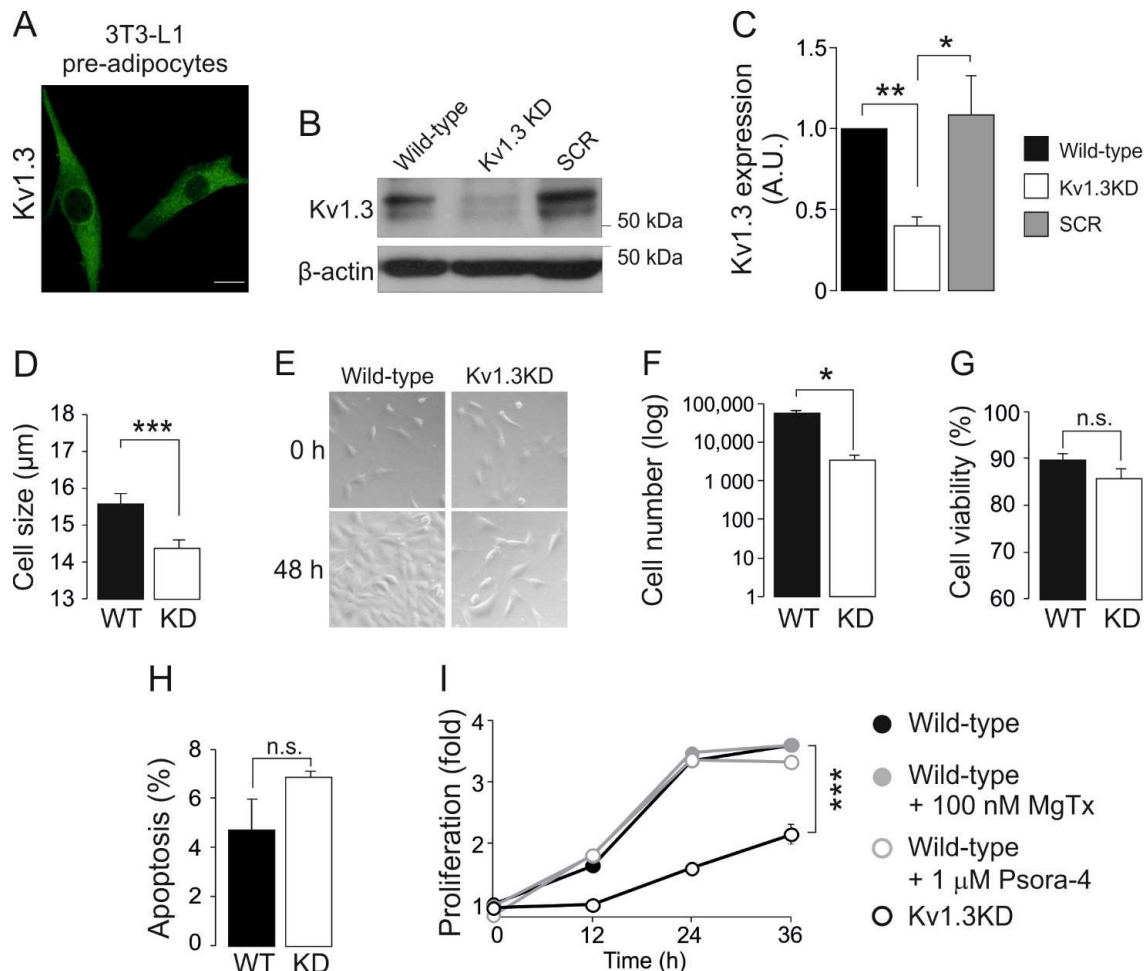 A
3T3-L1
pre-adipocytes
Kv1.3
B
Wild-type
Kv1.3 KD
SCR
Kv1.3
50 kDa
50 kDa
β-actin
C
Kv1.3 expression
(A.U.)
1.5
1.0
0.5
0
**
*
Wild-type
Kv1.3KD
SCR
D
Cell size (µm)
18
17
16
15
14
13
***
WT KD
E
Wild-type Kv1.3KD
0 h
48 h
F
Cell number (log)
100,000
10,000
1 000
100
10
1
*
WT KD
G
Cell viability (%)
100
90
80
70
60
n.s.
WT KD
H
Apoptosis (%)
8
6
4
2
0
n.s.
WT KD
I
Proliferation (fold)
4
3
2
1
0 12 24 36
Time (h)
***
Wild-type
Wild-type
+ 100 nM MgTx
Wild-type
+ 1 µM Psora-4
Kv1.3KD